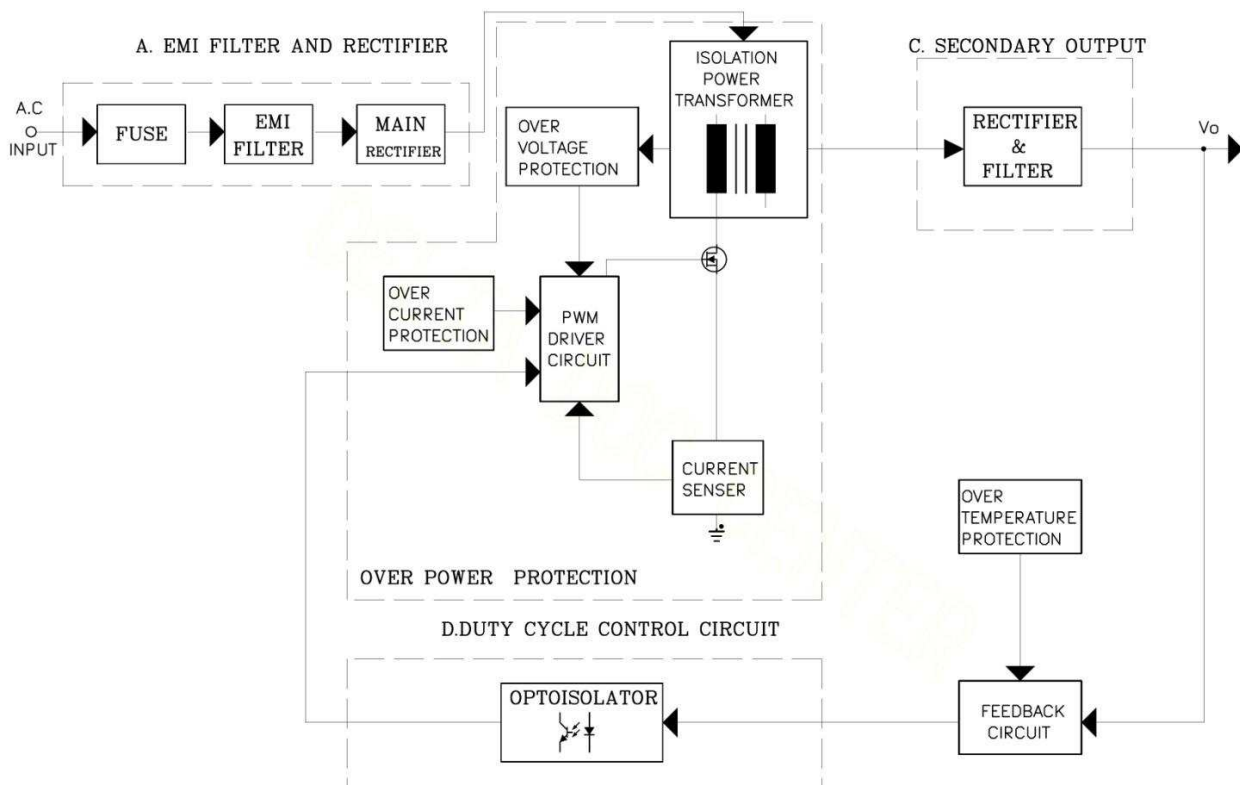 A. EMI FILTER AND RECTIFIER
A.C
INPUT
FUSE
EMI
FILTER
MAIN
RECTIFIER
ISOLATION
POWER
TRANSFORMER
OVER
VOLTAGE
PROTECTION
C. SECONDARY OUTPUT
RECTIFIER
&
FILTER
Vo
OVER
CURRENT
PROTECTION
PWM
DRIVER
CIRCUIT
CURRENT
SENSER
OVER POWER PROTECTION
OVER
TEMPERATURE
PROTECTION
D.DUTY CYCLE CONTROL CIRCUIT
OPTOISOLATOR
FEEDBACK
CIRCUIT